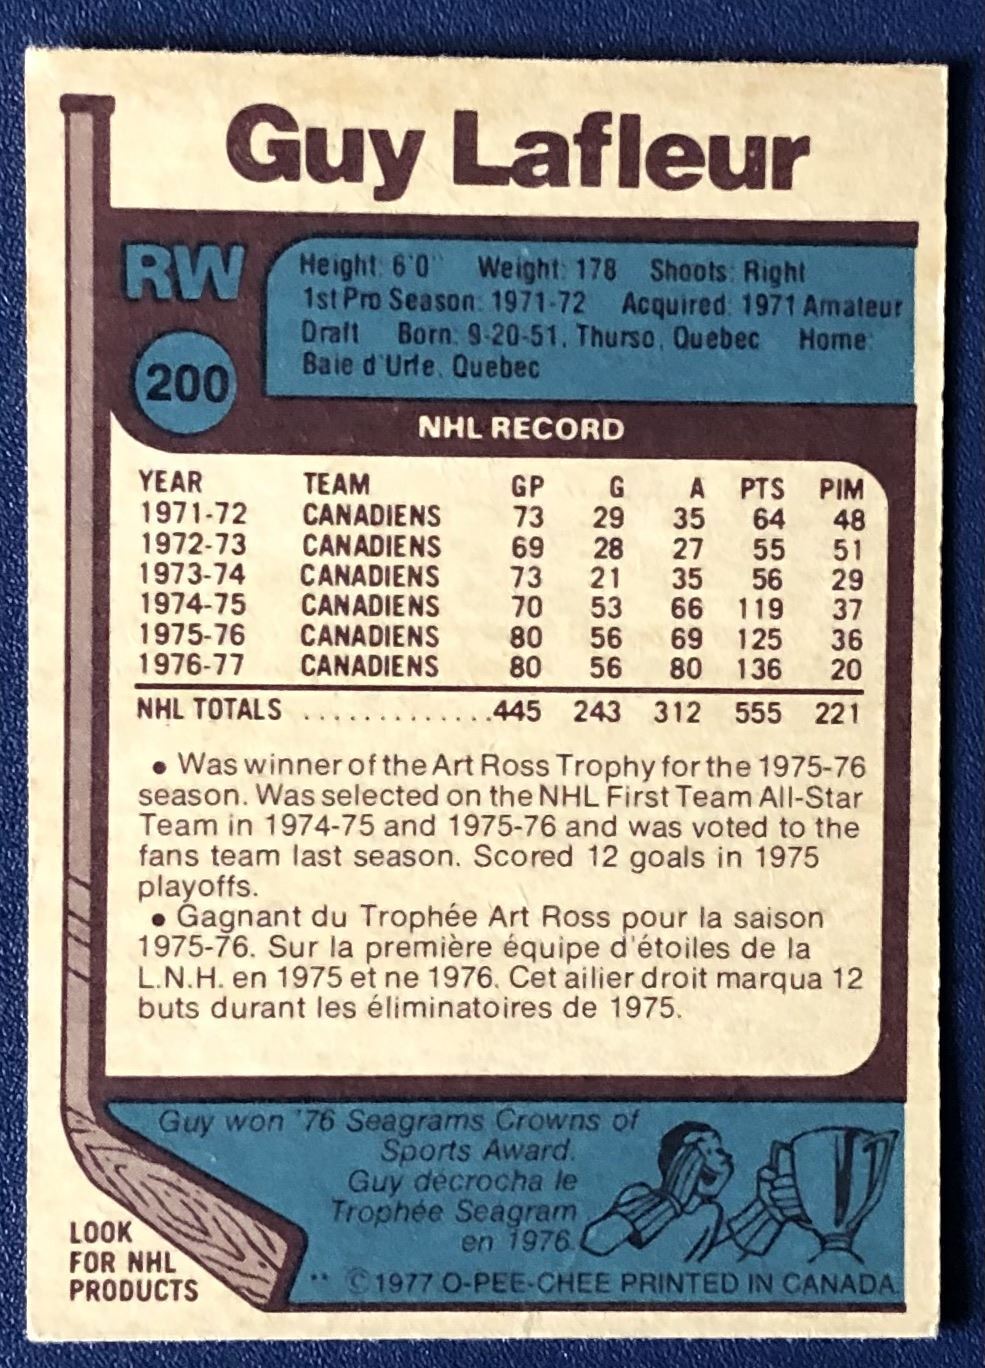 Guy Lafleur
RW
Height: 6'0" Weight: 178 Shoots: Right
1st Pro Season: 1971-72 Acquired: 1971 Amateur
Draft Born: 9-20-51, Thurso, Quebec Home:
Baie d'Urfe, Quebec
200
NHL RECORD
YEAR TEAM GP G A PTS PIM
1971-72 CANADIENS 73 29 35 64 48
1972-73 CANADIENS 69 28 27 55 51
1973-74 CANADIENS 73 21 35 56 29
1974-75 CANADIENS 70 53 66 119 37
1975-76 CANADIENS 80 56 69 125 36
1976-77 CANADIENS 80 56 80 136 20
NHL TOTALS .............445 243 312 555 221
• Was winner of the Art Ross Trophy for the 1975-76
season. Was selected on the NHL First Team All-Star
Team in 1974-75 and 1975-76 and was voted to the
fans team last season. Scored 12 goals in 1975
playoffs.
• Gagnant du Trophée Art Ross pour la saison
1975-76. Sur la première équipe d'étoiles de la
L.N.H. en 1975 et ne 1976. Cet ailier droit marqua 12
buts durant les éliminatoires de 1975.
Guy won '76 Seagrams Crowns of
Sports Award.
Guy décrocha le
Trophée Seagram
en 1976.
LOOK
FOR NHL
PRODUCTS
** © 1977 O-PEE-CHEE PRINTED IN CANADA